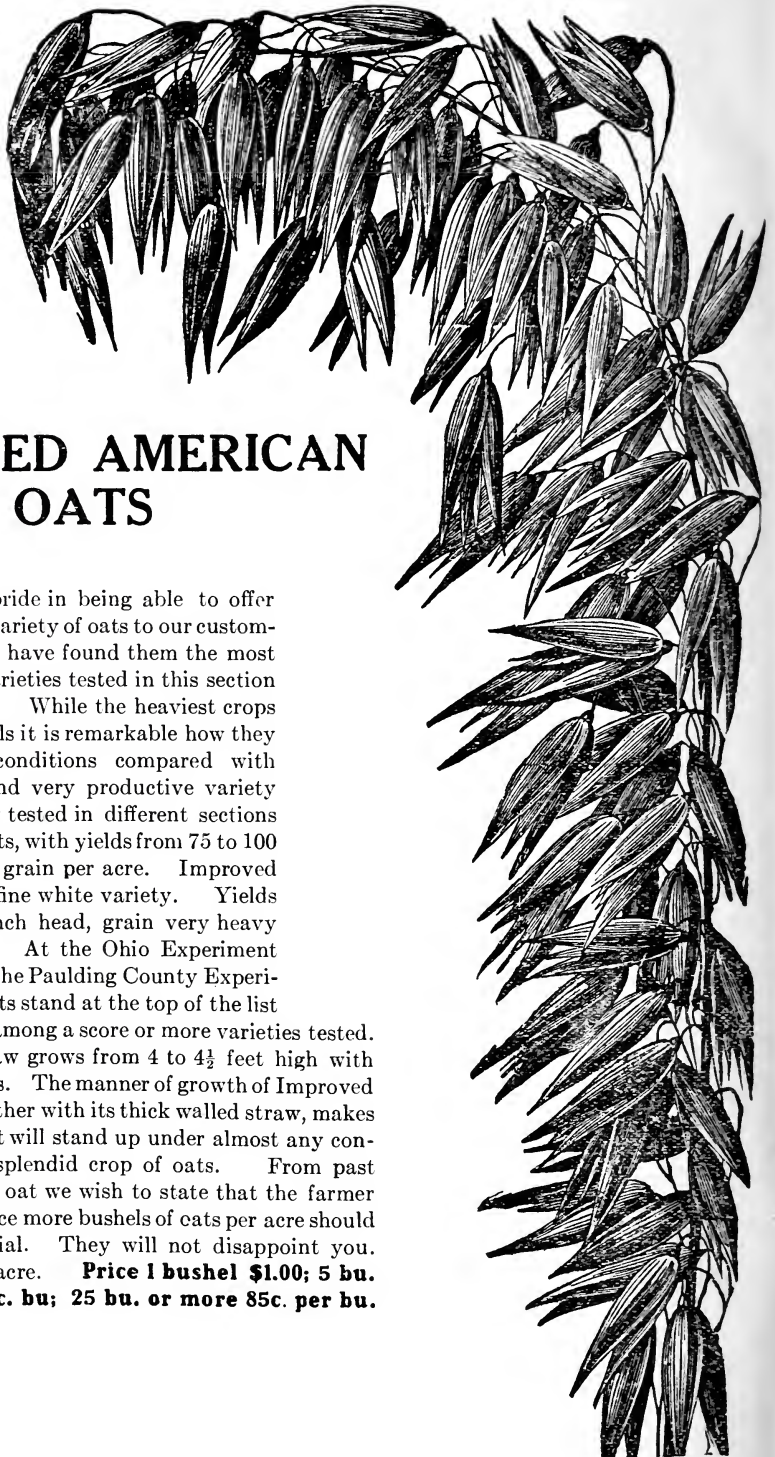 ED AMERICAN
OATS
ride in being able to offer
ariety of oats to our custom-
have found them the most
rieties tested in this section
While the heaviest crops
ls it is remarkable how they
conditions compared with
nd very productive variety
tested in different sections
ts, with yields from 75 to 100
grain per acre. Improved
fine white variety. Yields
nch head, grain very heavy
At the Ohio Experiment
he Paulding County Experi-
ts stand at the top of the list
among a score or more varieties tested.
w grows from 4 to 4½ feet high with
s. The manner of growth of Improved
ther with its thick walled straw, makes
t will stand up under almost any con-
splendid crop of oats. From past
oat we wish to state that the farmer
ce more bushels of oats per acre should
ial. They will not disappoint you.
acre. Price 1 bushel $1.00; 5 bu.
c. bu; 25 bu. or more 85c. per bu.